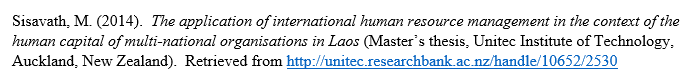 Sisavath, M. (2014).  The application of international human resource management in the context of the
human capital of multi-national organisations in Laos (Master’s thesis, Unitec Institute of Technology,
Auckland, New Zealand).  Retrieved from http://unitec.researchbank.ac.nz/handle/10652/2530